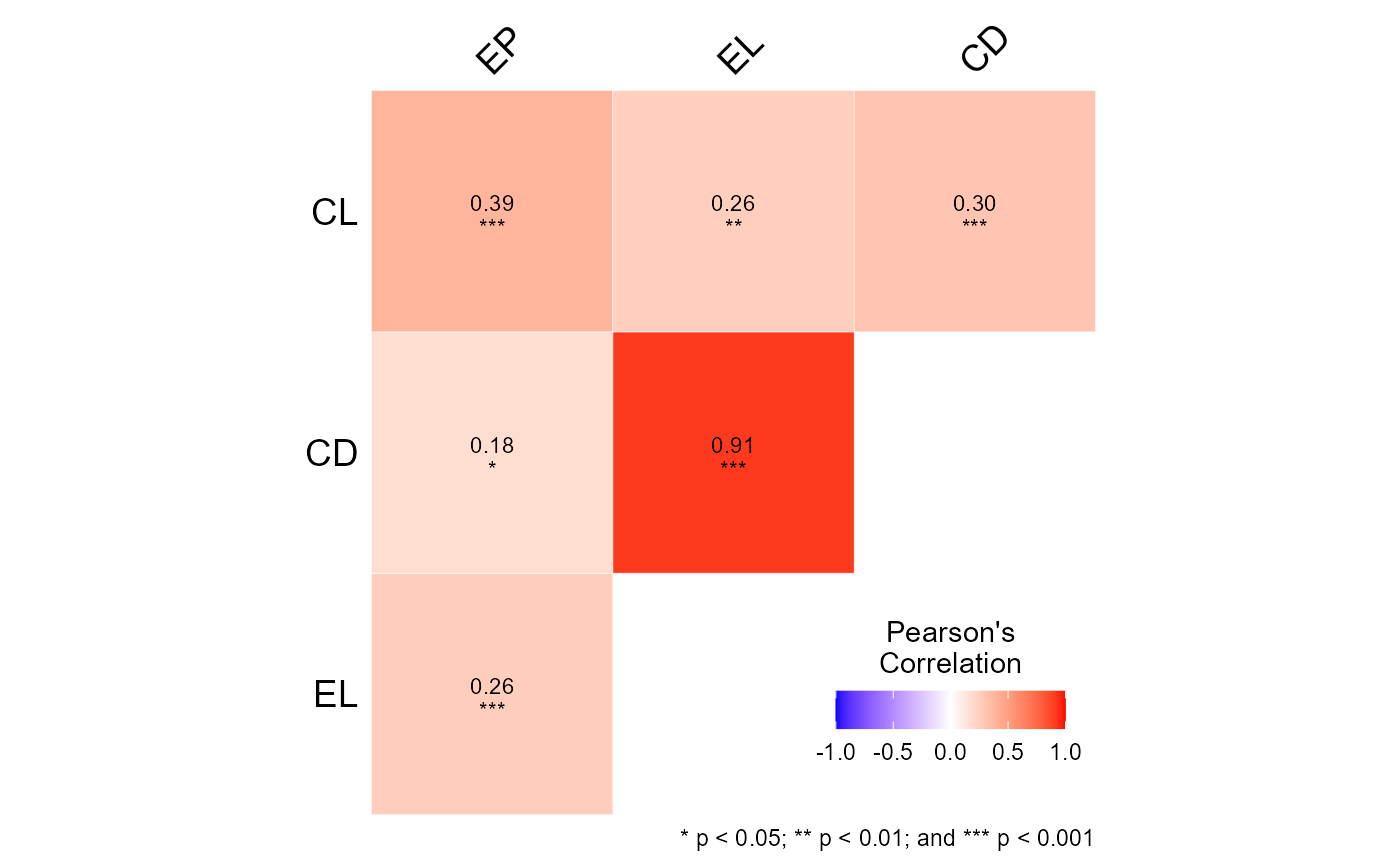 EP EL CD
CL 0.39 0.26 0.30
*** ** ***
CD 0.18 0.91
* ***
EL 0.26
***
Pearson's
Correlation
-1.0 -0.5 0.0 0.5 1.0
* p < 0.05; ** p < 0.01; and *** p < 0.001